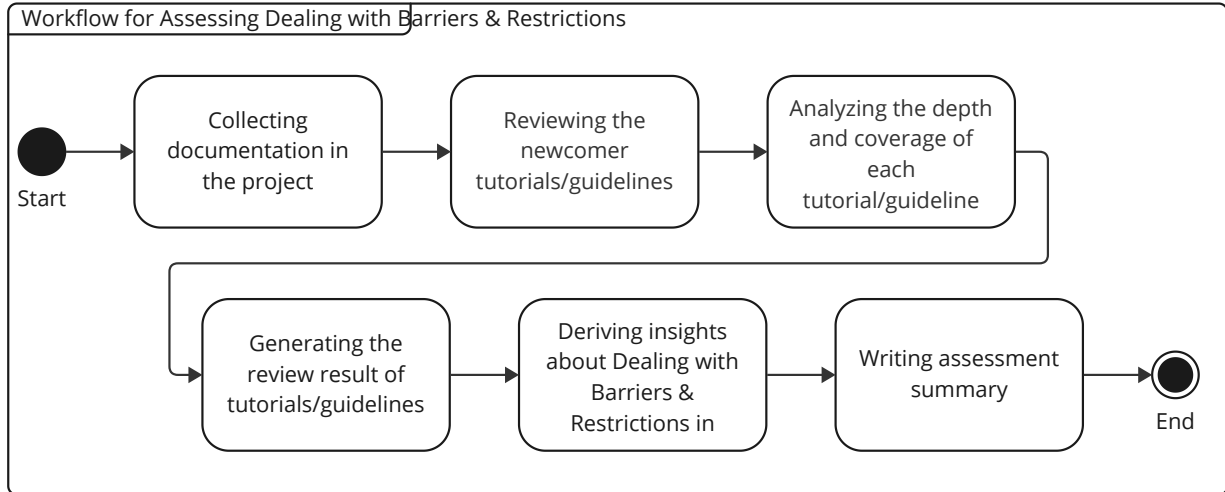 Workflow for Assessing Dealing with Barriers & Restrictions
Start
Collecting
documentation in
the project
Reviewing the
newcomer
tutorials/guidelines
Analyzing the depth
and coverage of
each
tutorial/guideline
Generating the
review result of
tutorials/guidelines
Deriving insights
about Dealing with
Barriers &
Restrictions in
Writing assessment
summary
End